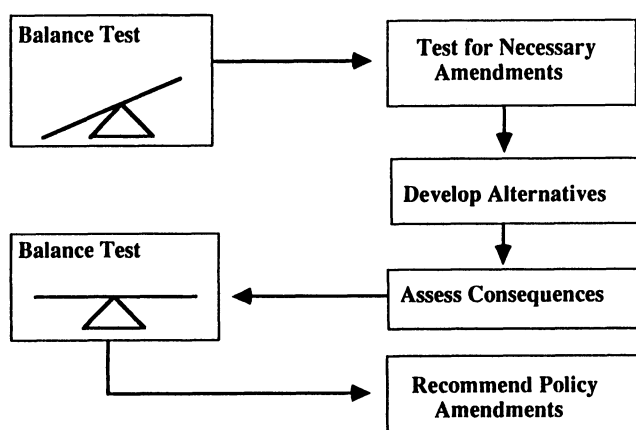 Balance Test
Test for Necessary
Amendments
Develop Alternatives
Balance Test
Assess Consequences
Recommend Policy
Amendments